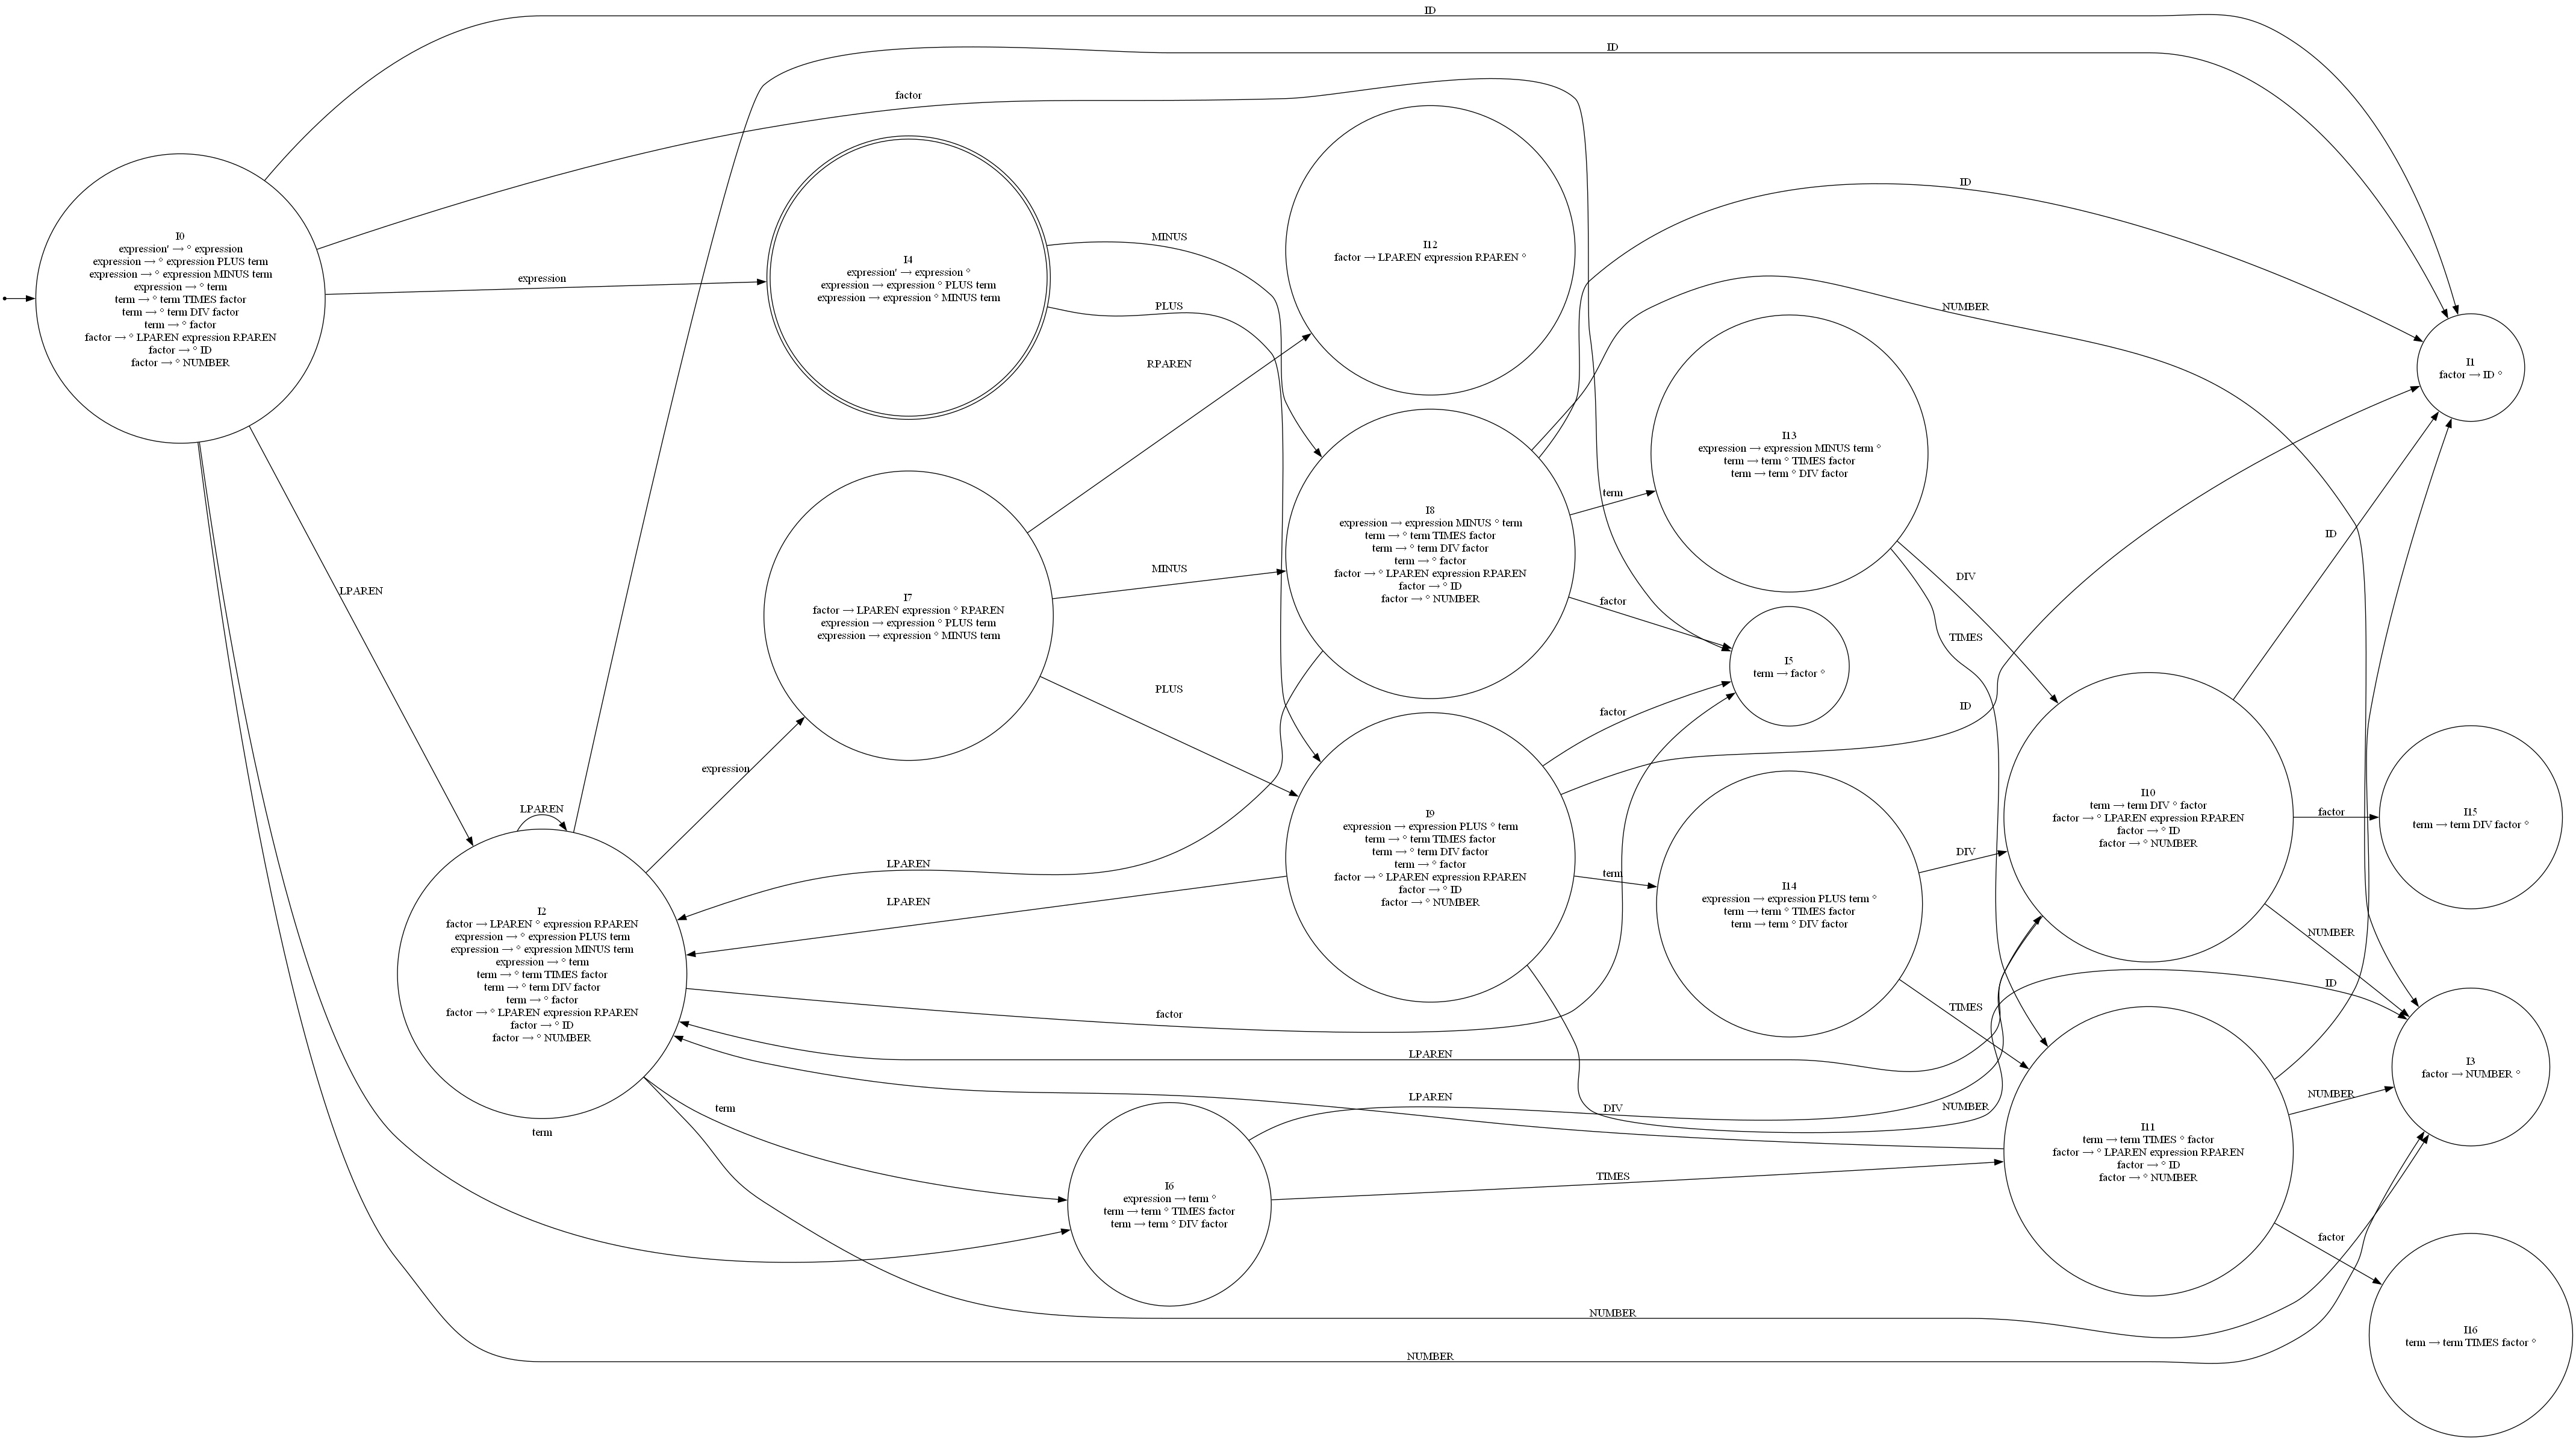 ID
ID
factor
I0
expression' → ° expression
expression → ° expression PLUS term
expression → ° expression MINUS term
expression → ° term
term → ° term TIMES factor
term → ° term DIV factor
term → ° factor
factor → ° LPAREN expression RPAREN
factor → ° ID
factor → ° NUMBER
expression
I4
expression' → expression °
expression → expression ° PLUS term
expression → expression ° MINUS term
MINUS
PLUS
I12
factor → LPAREN expression RPAREN °
RPAREN
ID
NUMBER
I1
factor → ID °
I13
expression → expression MINUS term °
term → term ° TIMES factor
term → term ° DIV factor
term
I8
expression → expression MINUS ° term
term → ° term TIMES factor
term → ° term DIV factor
term → ° factor
factor → ° LPAREN expression RPAREN
factor → ° ID
factor → ° NUMBER
LPAREN
I7
factor → LPAREN expression ° RPAREN
expression → expression ° PLUS term
expression → expression ° MINUS term
MINUS
PLUS
factor
I5
term → factor °
DIV
TIMES
ID
factor
ID
expression
LPAREN
I9
expression → expression PLUS ° term
term → ° term TIMES factor
term → ° term DIV factor
term → ° factor
factor → ° LPAREN expression RPAREN
factor → ° ID
factor → ° NUMBER
LPAREN
LPAREN
term
I14
expression → expression PLUS term °
term → term ° TIMES factor
term → term ° DIV factor
DIV
TIMES
I10
term → term DIV ° factor
factor → ° LPAREN expression RPAREN
factor → ° ID
factor → ° NUMBER
factor
I15
term → term DIV factor °
NUMBER
ID
I2
factor → LPAREN ° expression RPAREN
expression → ° expression PLUS term
expression → ° expression MINUS term
expression → ° term
term → ° term TIMES factor
term → ° term DIV factor
term → ° factor
factor → ° LPAREN expression RPAREN
factor → ° ID
factor → ° NUMBER
factor
LPAREN
LPAREN
DIV
NUMBER
term
term
I3
factor → NUMBER °
NUMBER
I11
term → term TIMES ° factor
factor → ° LPAREN expression RPAREN
factor → ° ID
factor → ° NUMBER
I6
expression → term °
term → term ° TIMES factor
term → term ° DIV factor
TIMES
factor
NUMBER
NUMBER
I16
term → term TIMES factor °